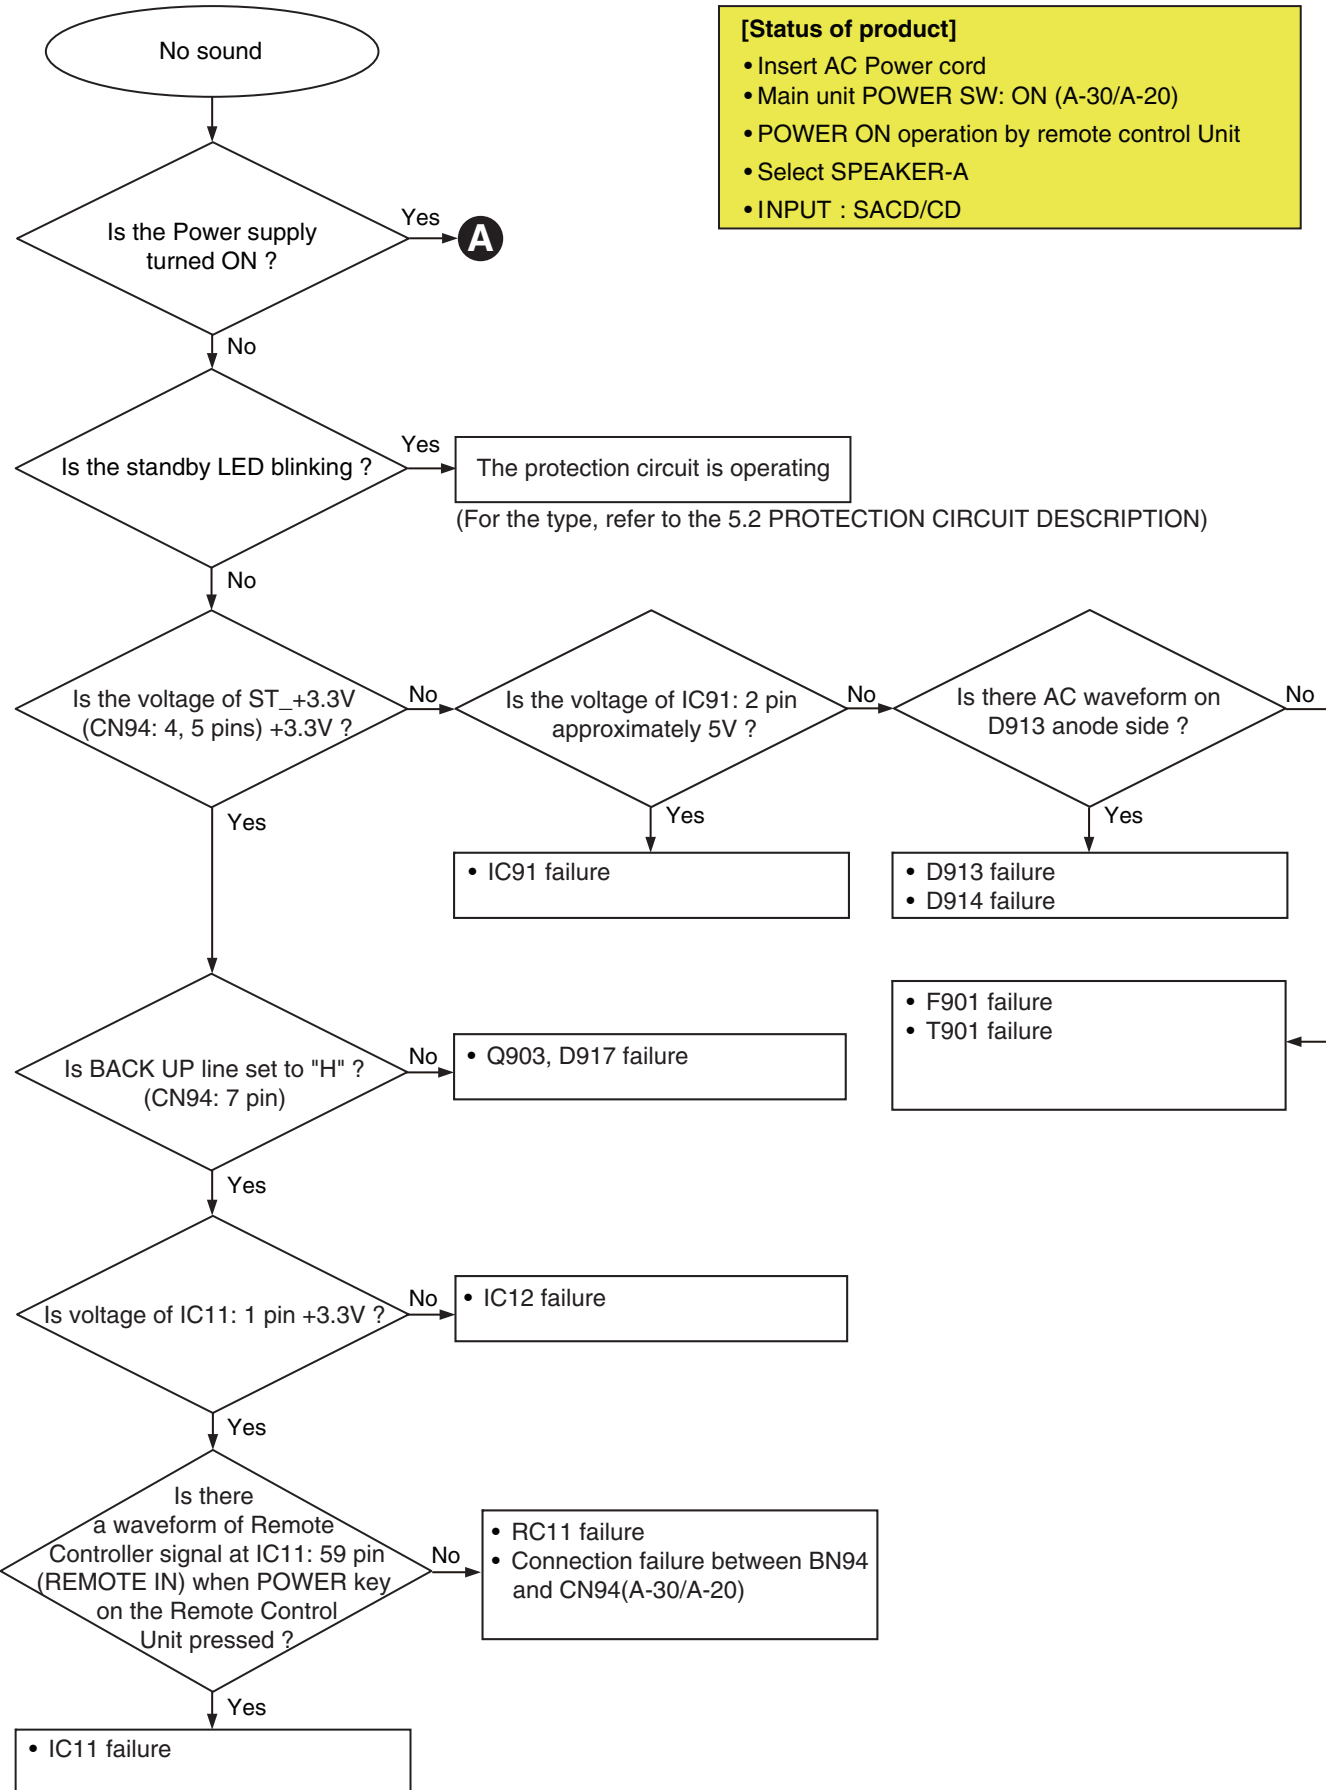 No sound
[Status of product]
• Insert AC Power cord
• Main unit POWER SW: ON (A-30/A-20)
• POWER ON operation by remote control Unit
• Select SPEAKER-A
• INPUT : SACD/CD
Is the Power supply
turned ON ?
Yes
A
No
Is the standby LED blinking ?
Yes
The protection circuit is operating
(For the type, refer to the 5.2 PROTECTION CIRCUIT DESCRIPTION)
No
Is the voltage of ST_+3.3V
(CN94: 4, 5 pins) +3.3V ?
No
Is the voltage of IC91: 2 pin
approximately 5V ?
No
Is there AC waveform on
D913 anode side ?
No
Yes
Yes
Yes
• IC91 failure
• D913 failure
• D914 failure
• F901 failure
• T901 failure
Is BACK UP line set to "H" ?
(CN94: 7 pin)
No
• Q903, D917 failure
Yes
Is voltage of IC11: 1 pin +3.3V ?
No
• IC12 failure
Yes
Is there
a waveform of Remote
Controller signal at IC11: 59 pin
(REMOTE IN) when POWER key
on the Remote Control
Unit pressed ?
No
• RC11 failure
• Connection failure between BN94
and CN94(A-30/A-20)
Yes
• IC11 failure